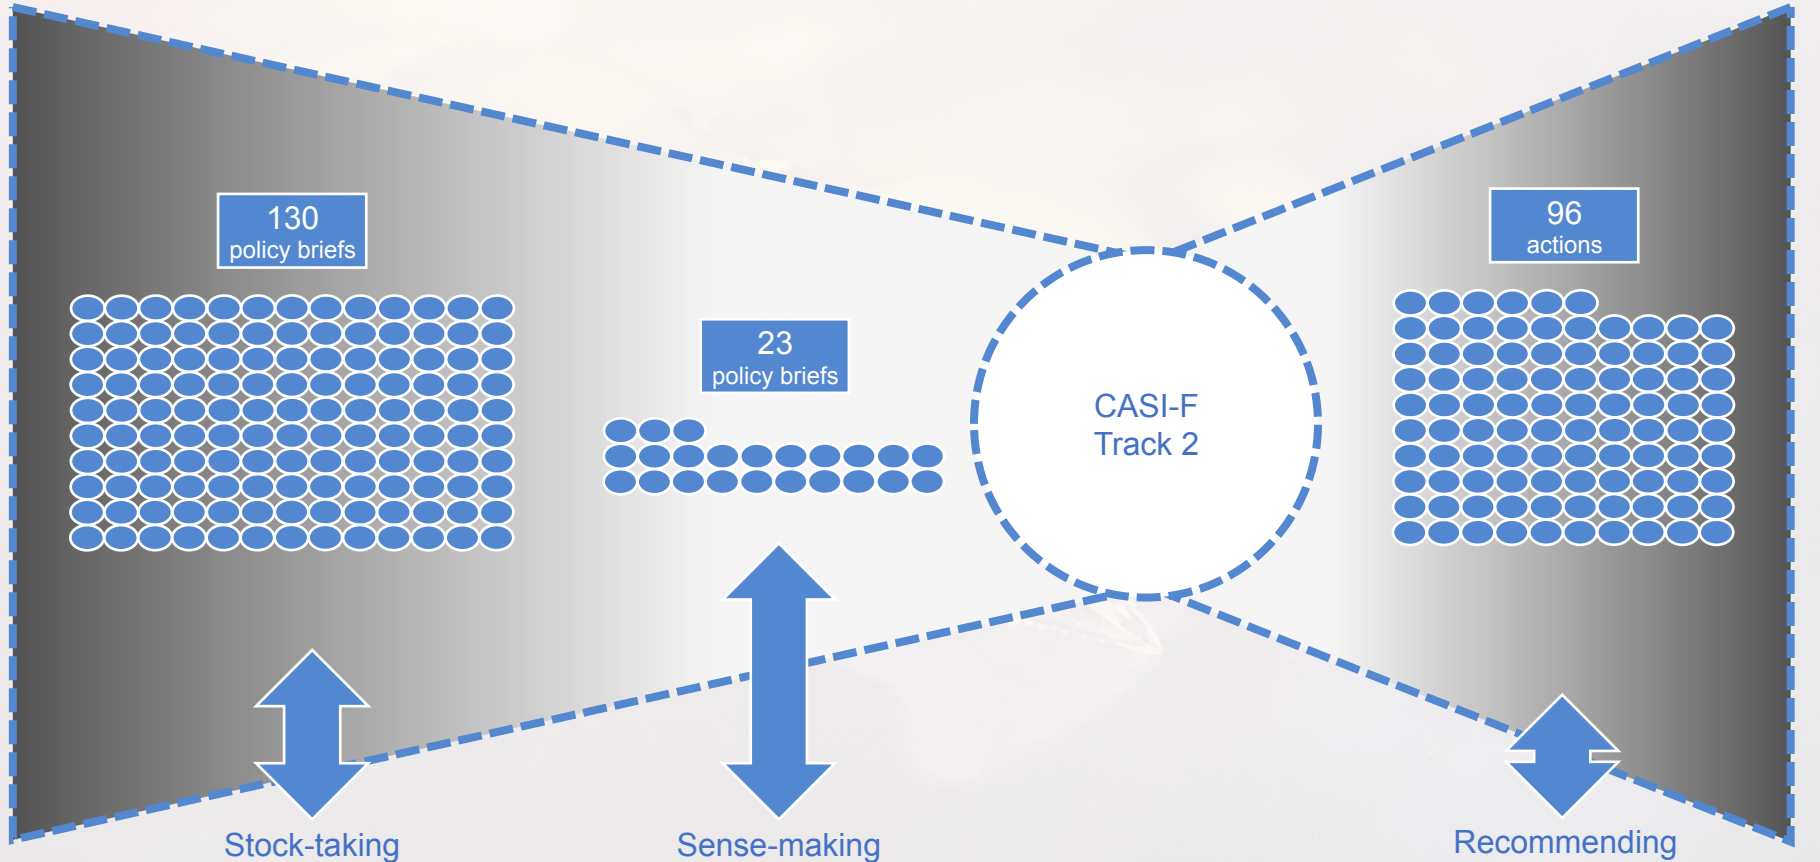 130
policy briefs
23
policy briefs
CASI-F
Track 2
96
actions
Stock-taking
Sense-making
Recommending